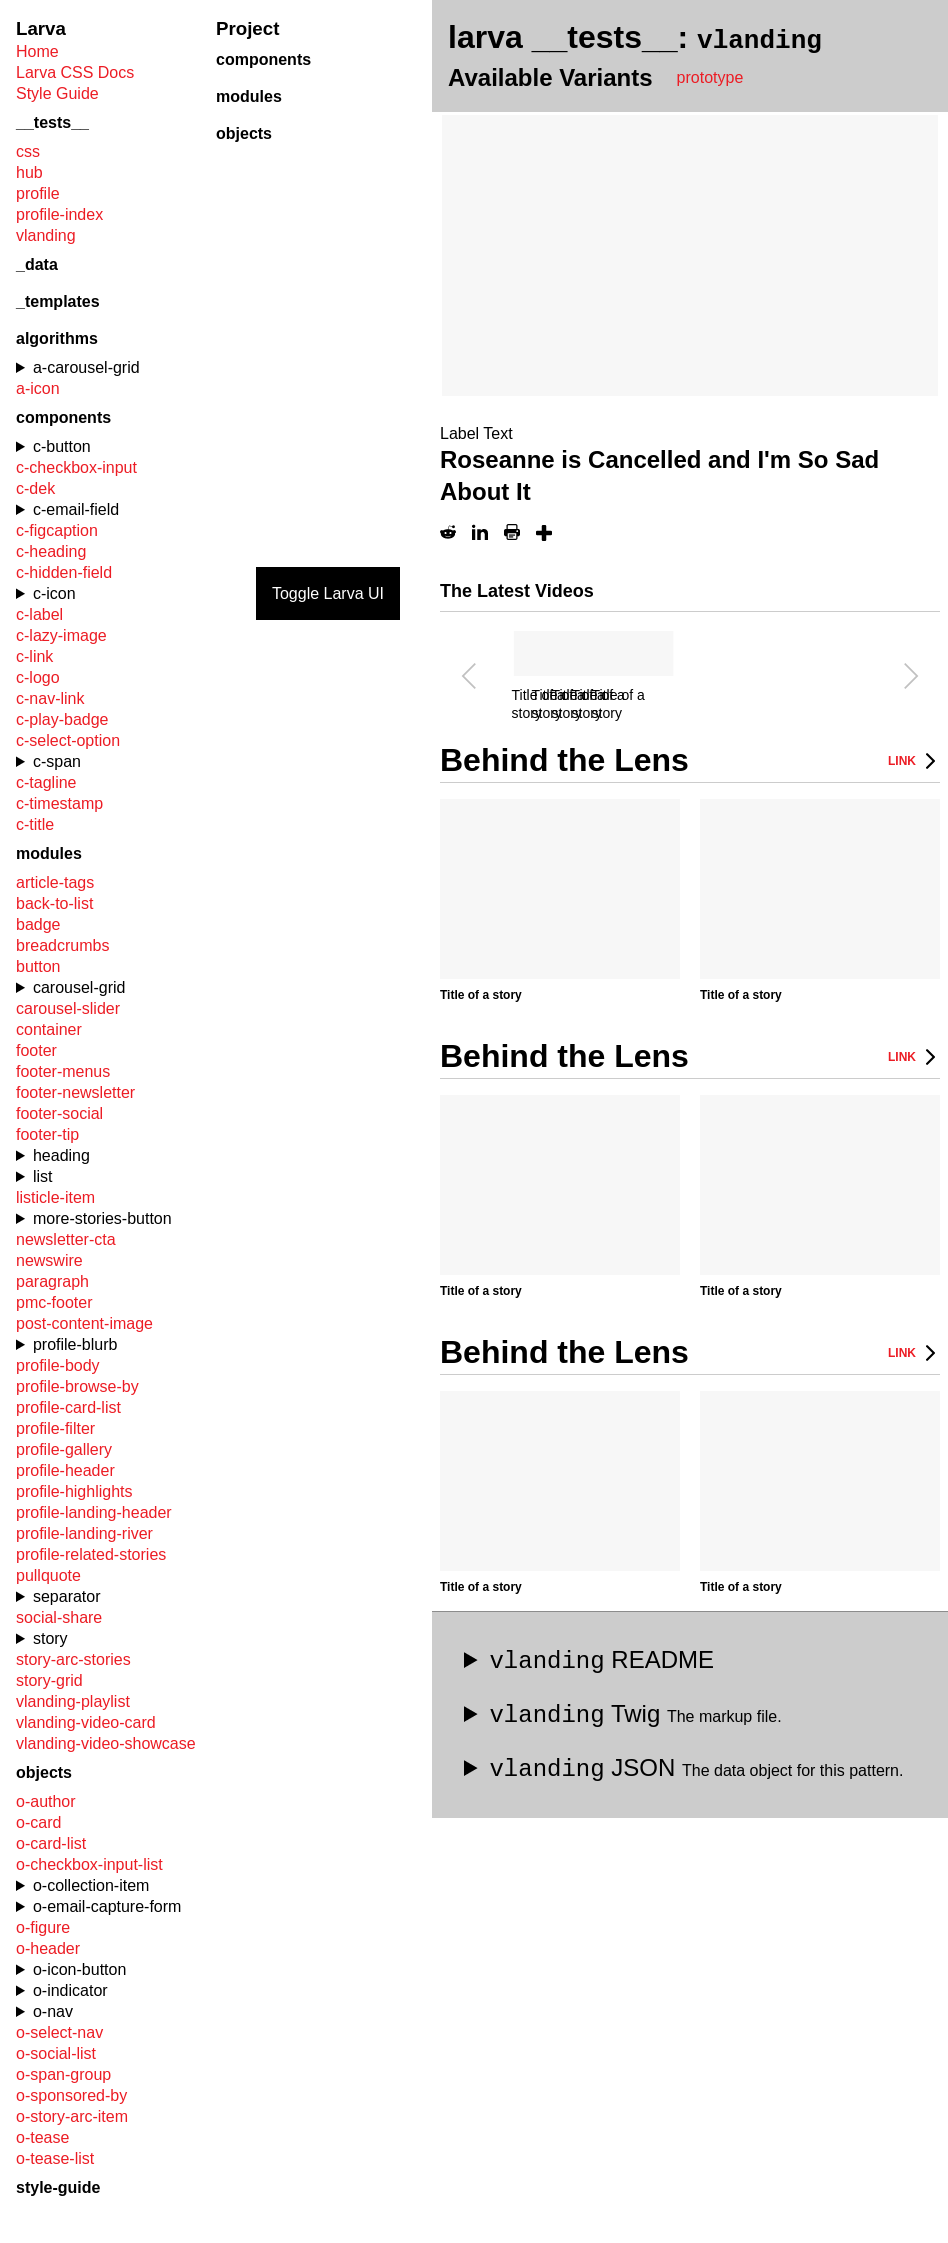 Larva
Home
Larva CSS Docs
Style Guide
__tests__
css
hub
profile
profile-index
vlanding
_data
_templates
algorithms
a-carousel-grid
a-icon
components
c-button
c-checkbox-input
c-dek
c-email-field
c-figcaption
c-heading
c-hidden-field
c-icon
c-label
c-lazy-image
c-link
c-logo
c-nav-link
c-play-badge
c-select-option
c-span
c-tagline
c-timestamp
c-title
modules
article-tags
back-to-list
badge
breadcrumbs
button
carousel-grid
carousel-slider
container
footer
footer-menus
footer-newsletter
footer-social
footer-tip
heading
list
listicle-item
more-stories-button
newsletter-cta
newswire
paragraph
pmc-footer
post-content-image
profile-blurb
profile-body
profile-browse-by
profile-card-list
profile-filter
profile-gallery
profile-header
profile-highlights
profile-landing-header
profile-landing-river
profile-related-stories
pullquote
separator
social-share
story
story-arc-stories
story-grid
vlanding-playlist
vlanding-video-card
vlanding-video-showcase
objects
o-author
o-card
o-card-list
o-checkbox-input-list
o-collection-item
o-email-capture-form
o-figure
o-header
o-icon-button
o-indicator
o-nav
o-select-nav
o-social-list
o-span-group
o-sponsored-by
o-story-arc-item
o-tease
o-tease-list
style-guide
Project
components
modules
objects
Toggle Larva UI
larva __tests__: vlanding
Available Variants prototype
Label Text
Roseanne is Cancelled and I'm So Sad
About It
The Latest Videos
Title of a
story
Behind the Lens LINK
Title of a story Title of a story
Behind the Lens LINK
Title of a story Title of a story
Behind the Lens LINK
Title of a story Title of a story
vlanding README
vlanding Twig The markup file.
vlanding JSON The data object for this pattern.